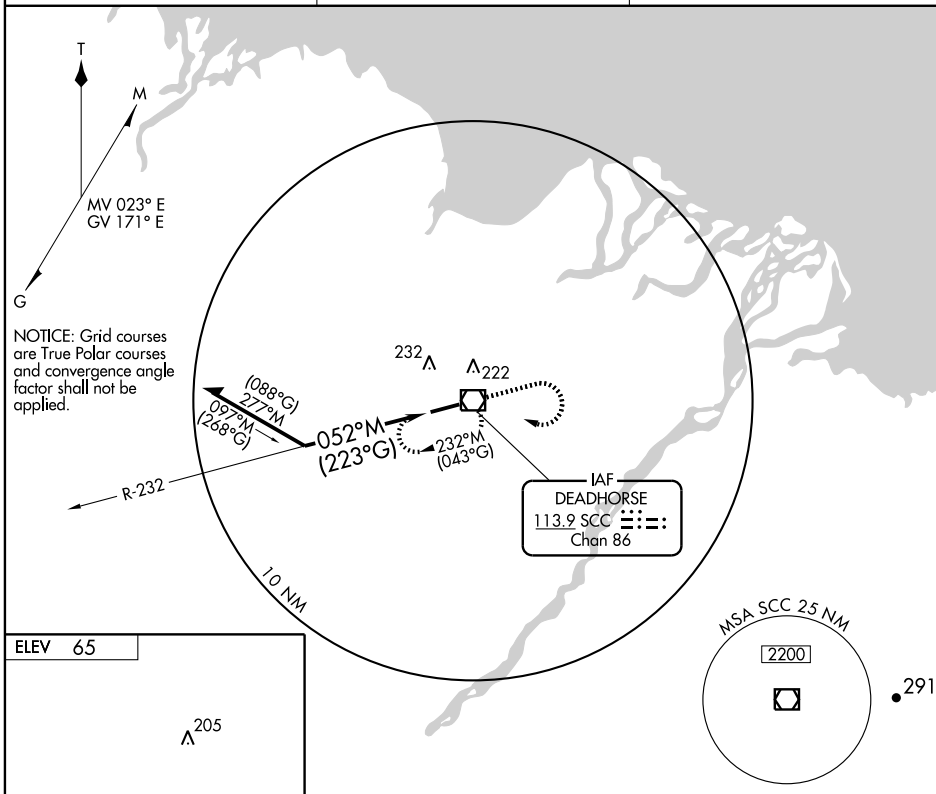 T
M
MV 023° E
GV 171° E
G
NOTICE: Grid courses
are True Polar courses
and convergence angle
factor shall not be
applied.
232
222
(088°G)
277°M
097°M
(268°G)
052°M
(223°G)
232°M
(043°G)
R-232
IAF
DEADHORSE
113.9 SCC
Chan 86
10 NM
MSA SCC 25 NM
2200
291
ELEV 65
205